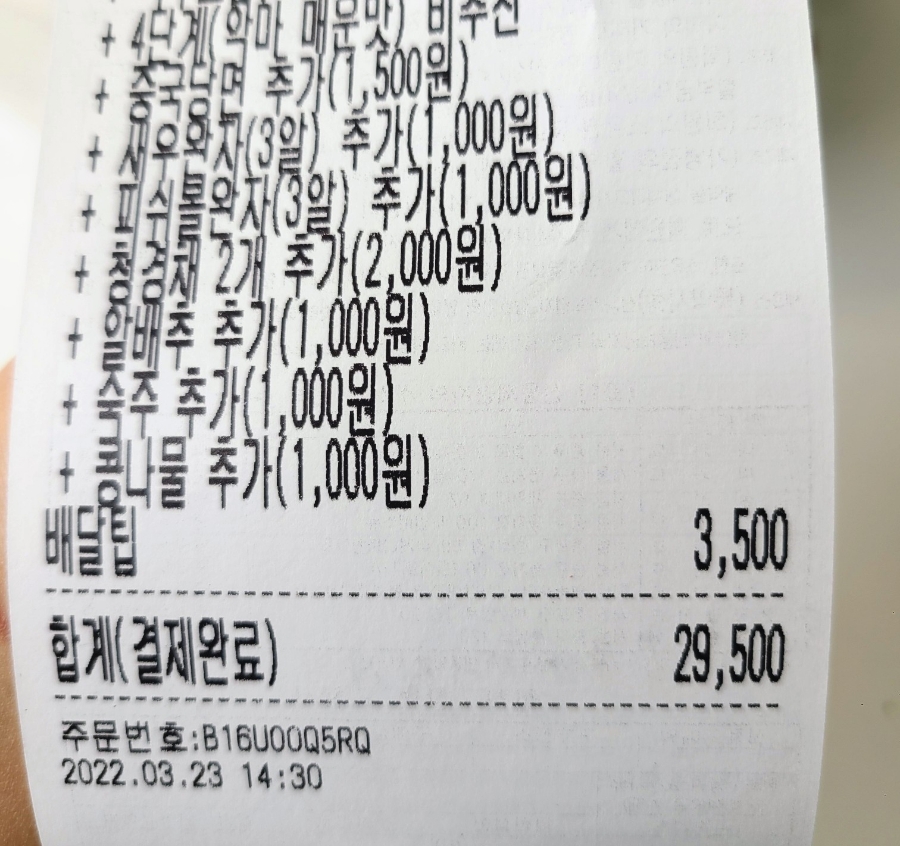 + 4단계(악마 매운맛) 비추천
+ 중국당면 추가(1,500원)
+ 새우완자(3알) 추가(1,000원)
+ 피쉬볼완자(3알) 추가(1,000원)
+ 청경채 2개 추가(2,000원)
+ 알배추 추가(1,000원)
+ 숙주 추가(1,000원)
+ 콩나물 추가(1,000원)
배달팁 3,500
합계(결제완료) 29,500
주문번호:B16U00Q5RQ
2022.03.23 14:30